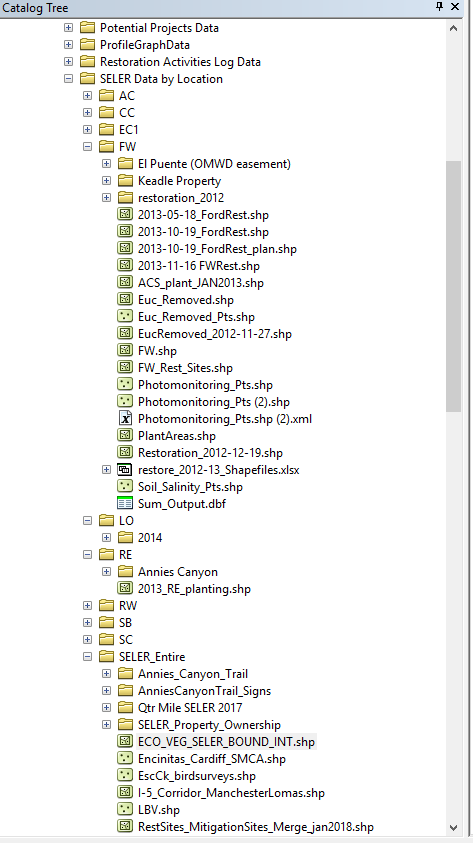 Catalog Tree
Potential Projects Data
ProfileGraphData
Restoration Activities Log Data
SELER Data by Location
AC
CC
EC1
FW
El Puente (OMWD easement)
Keadle Property
restoration_2012
2013-05-18_FordRest.shp
2013-10-19_FordRest.shp
2013-10-19_FordRest_plan.shp
2013-11-16 FWRest.shp
ACS_plant_JAN2013.shp
Euc_Removed.shp
Euc_Removed_Pts.shp
EucRemoved_2012-11-27.shp
FW.shp
FW_Rest_Sites.shp
Photomonitoring_Pts.shp
Photomonitoring_Pts (2).shp
Photomonitoring_Pts.shp (2).xml
PlantAreas.shp
Restoration_2012-12-19.shp
restore_2012-13_Shapefiles.xlsx
Soil_Salinity_Pts.shp
Sum_Output.dbf
LO
2014
RE
Annies Canyon
2013_RE_planting.shp
RW
SB
SC
SELER_Entire
Annies_Canyon_Trail
AnniesCanyonTrail_Signs
Qtr Mile SELER 2017
SELER_Property_Ownership
ECO_VEG_SELER_BOUND_INT.shp
Encinitas_Cardiff_SMCA.shp
EscCk_birdsurveys.shp
I-5_Corridor_ManchesterLomas.shp
LBV.shp
RestSites_MitigationSites_Merge_jan2018.shp